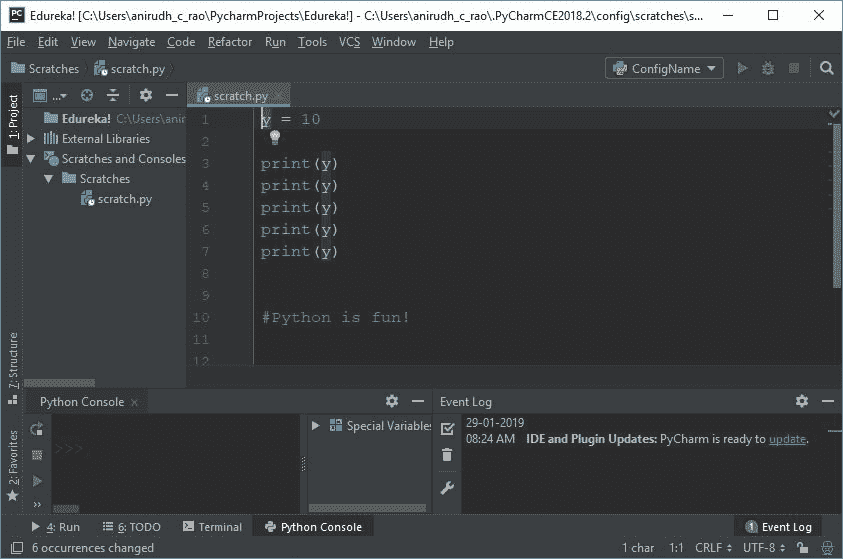 PC Edureka! [C:\Users\anirudh_c_rao\PycharmProjects\Edureka!] - C:\Users\anirudh_c_rao\.PyCharmCE2018.2\config\scratches\s...
File Edit View Navigate Code Refactor Run Tools VCS Window Help
Scratches scratch.py ConfigName
1: Project
... scratch.py
Edureka! C:\Users\anir
External Libraries
Scratches and Consoles
Scratches
scratch.py
1 y = 10
2
3 print(y)
4 print(y)
5 print(y)
6 print(y)
7 print(y)
8
9
10 #Python is fun!
11
12
7: Structure
2: Favorites
Python Console
>>>
Special Variables
Event Log
29-01-2019
08:24 AM IDE and Plugin Updates: PyCharm is ready to update.
4: Run 6: TODO Terminal Python Console 1 Event Log
6 occurrences changed 1 char 1:1 CRLF UTF-8